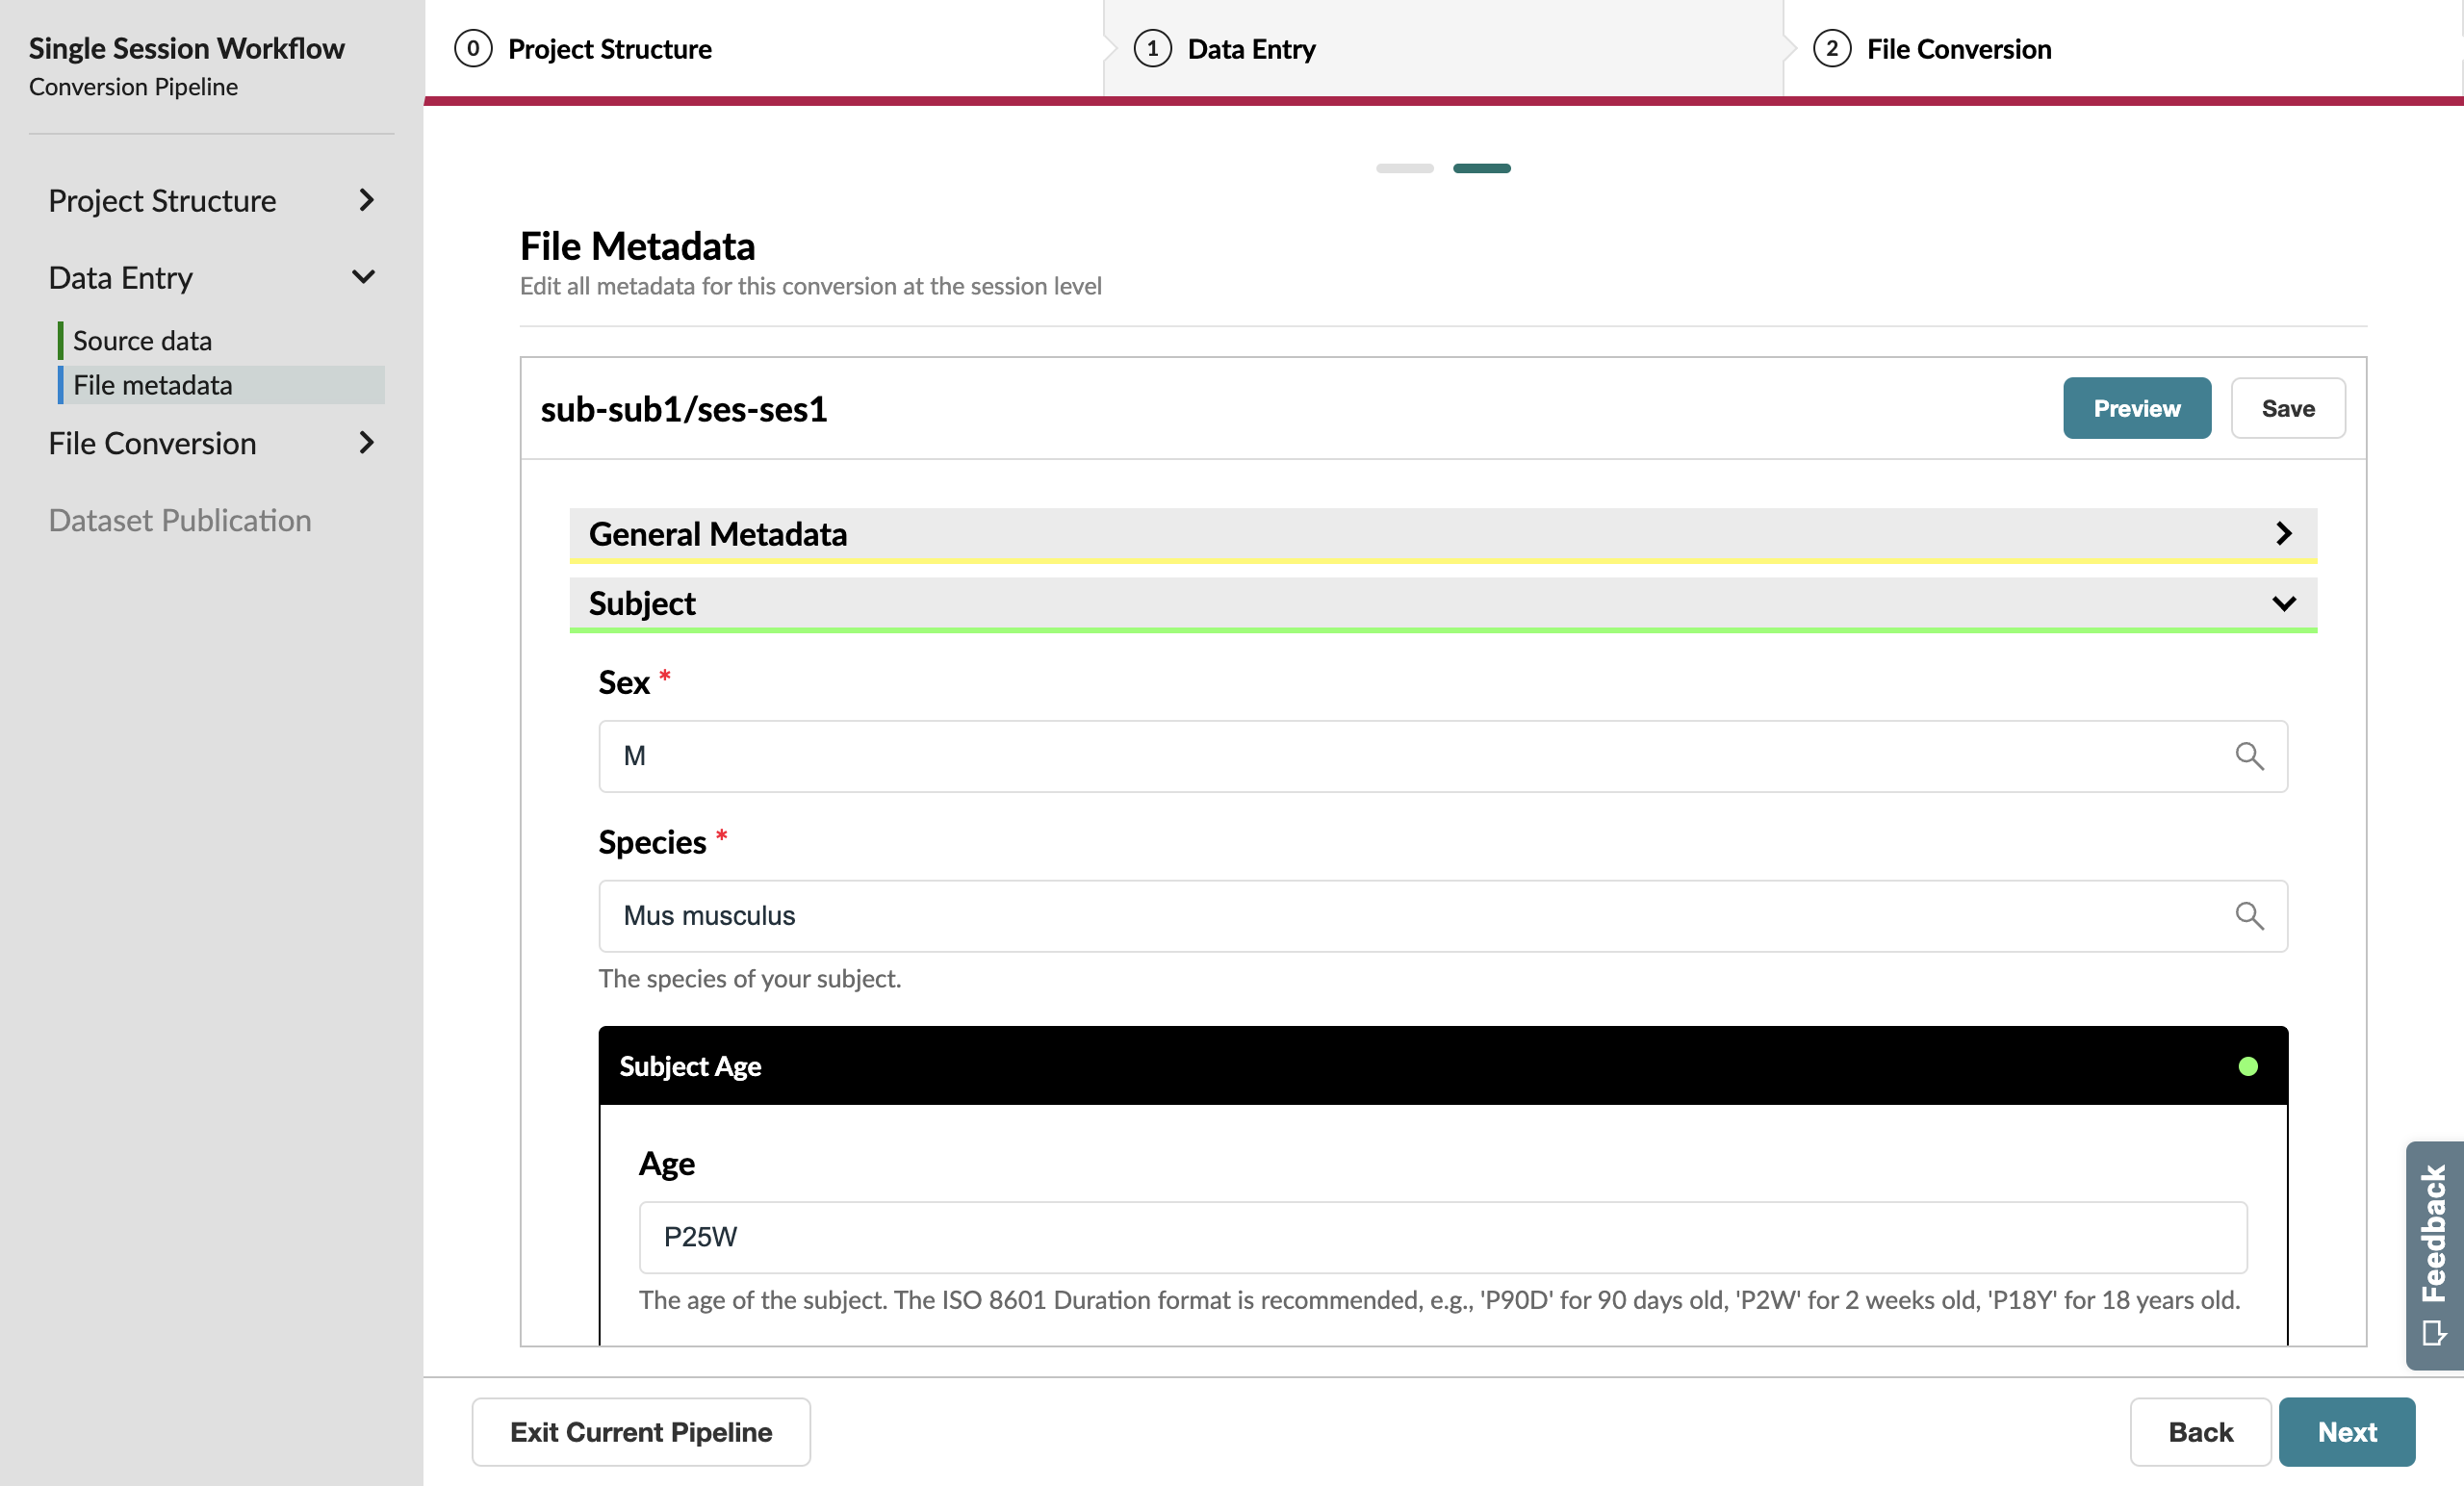 Single Session Workflow
Conversion Pipeline
Project Structure
Data Entry
Source data
File metadata
File Conversion
Dataset Publication
0 Project Structure
1 Data Entry
2 File Conversion
File Metadata
Edit all metadata for this conversion at the session level
sub-sub1/ses-ses1
Preview
Save
General Metadata
Subject
Sex *
M
Species *
Mus musculus
The species of your subject.
Subject Age
Age
P25W
The age of the subject. The ISO 8601 Duration format is recommended, e.g., 'P90D' for 90 days old, 'P2W' for 2 weeks old, 'P18Y' for 18 years old.
Feedback
Exit Current Pipeline
Back
Next